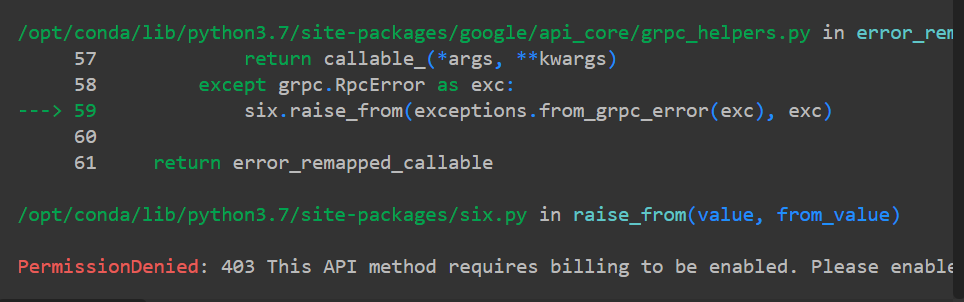 /opt/conda/lib/python3.7/site-packages/google/api_core/grpc_helpers.py in error_rem
57 return callable_(*args, **kwargs)
58 except grpc.RpcError as exc:
---> 59 six.raise_from(exceptions.from_grpc_error(exc), exc)
60
61 return error_remapped_callable
/opt/conda/lib/python3.7/site-packages/six.py in raise_from(value, from_value)
PermissionDenied: 403 This API method requires billing to be enabled. Please enable